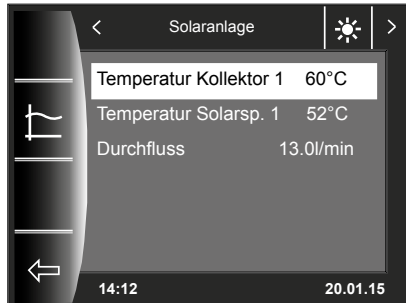 Solaranlage
Temperatur Kollektor 1 60°C
Temperatur Solarsp. 1 52°C
Durchfluss 13.0l/min
14:12 20.01.15